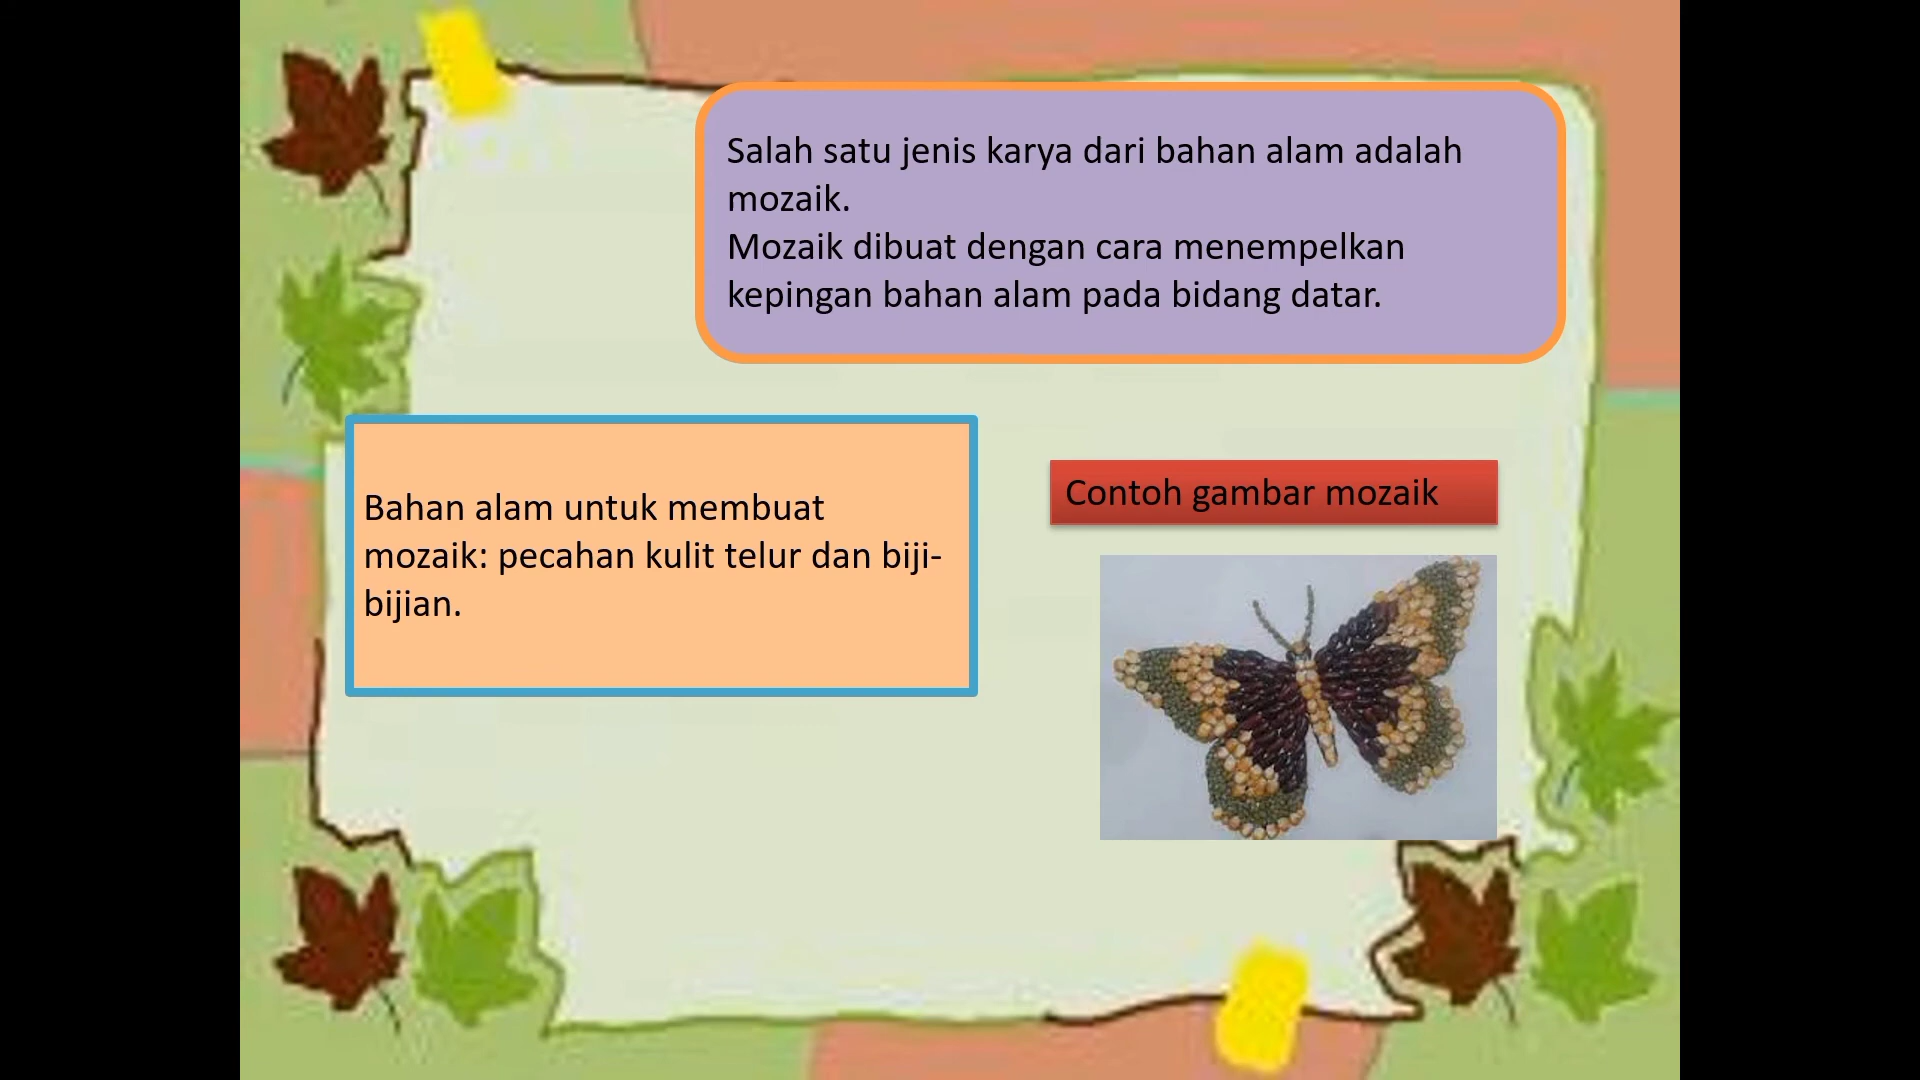 Salah satu jenis karya dari bahan alam adalah
mozaik.
Mozaik dibuat dengan cara menempelkan
kepingan bahan alam pada bidang datar.
Bahan alam untuk membuat
mozaik: pecahan kulit telur dan biji-
bijian.
Contoh gambar mozaik